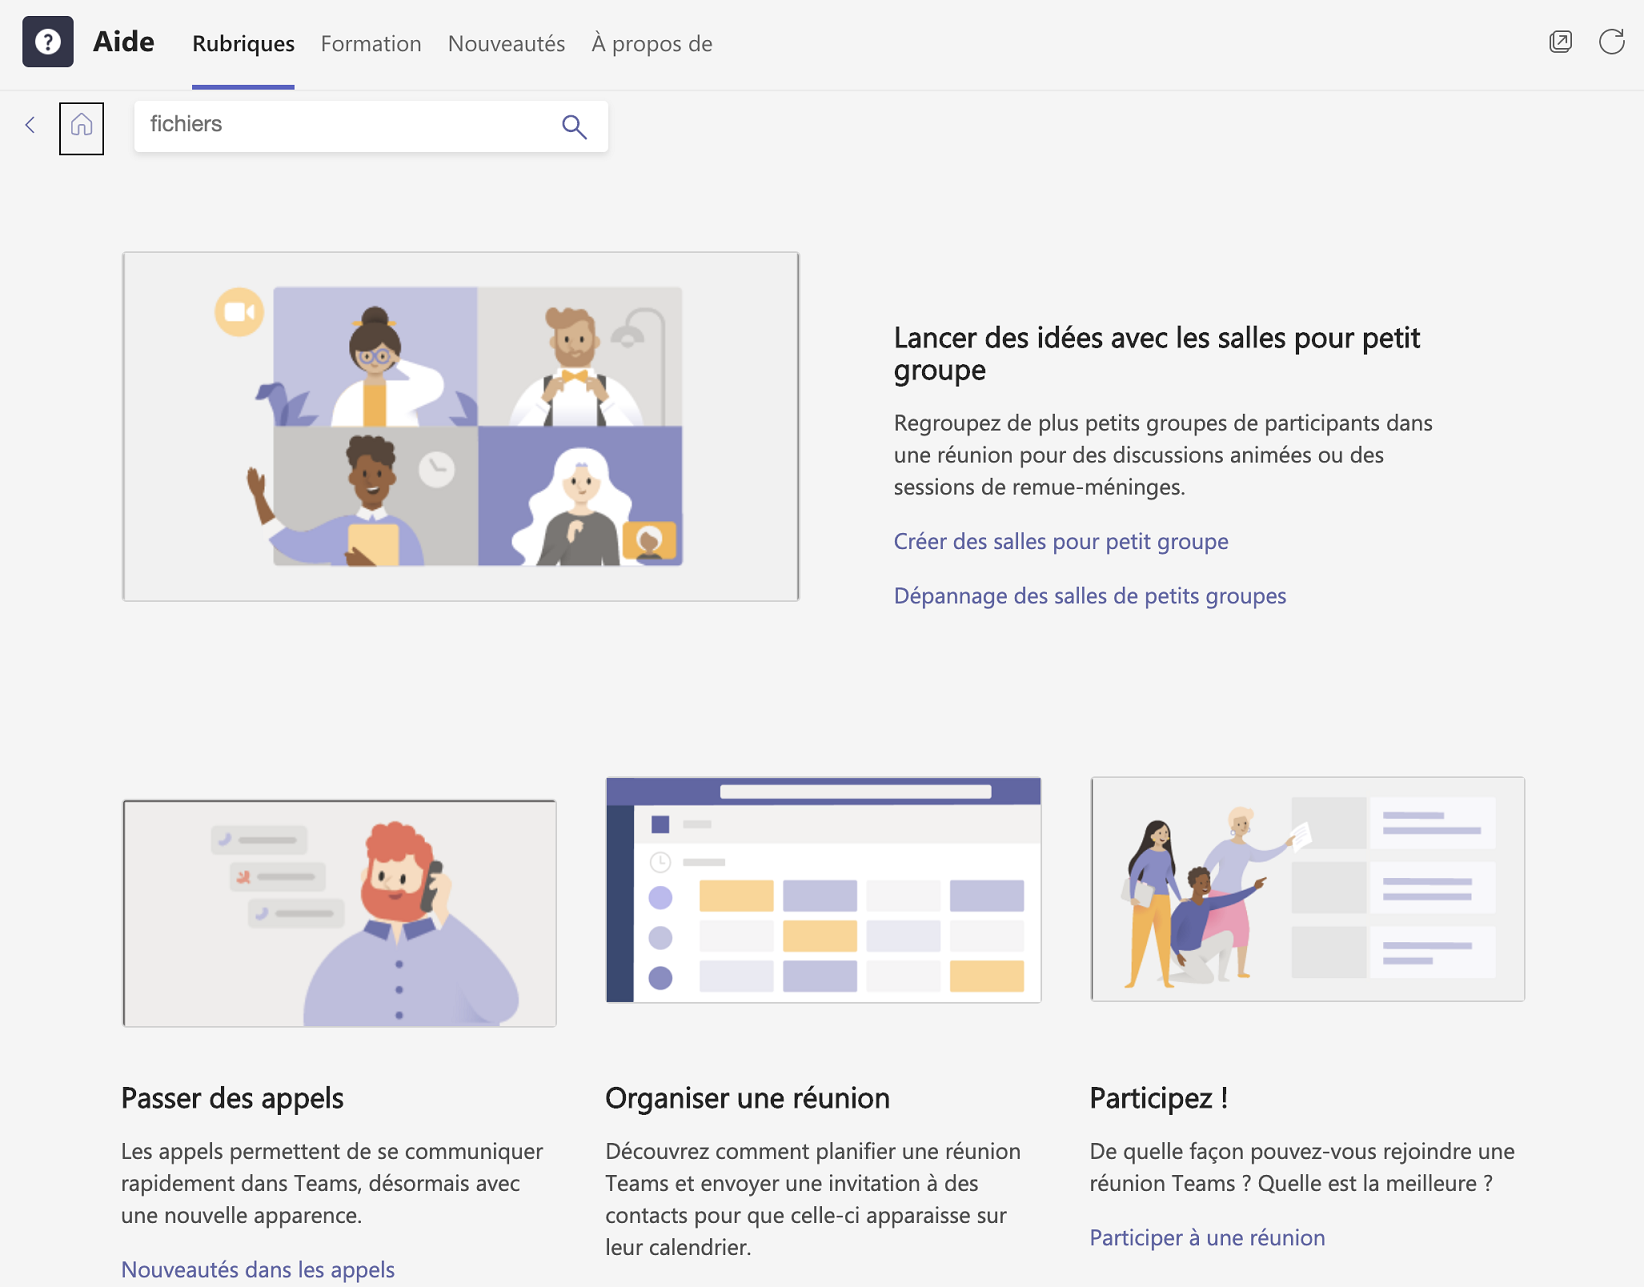 Aide
Rubriques
Formation
Nouveautés
À propos de
fichiers
Lancer des idées avec les salles pour petit
groupe
Regroupez de plus petits groupes de participants dans
une réunion pour des discussions animées ou des
sessions de remue-méninges.
Créer des salles pour petit groupe
Dépannage des salles de petits groupes
Passer des appels
Les appels permettent de se communiquer
rapidement dans Teams, désormais avec
une nouvelle apparence.
Nouveautés dans les appels
Organiser une réunion
Découvrez comment planifier une réunion
Teams et envoyer une invitation à des
contacts pour que celle-ci apparaisse sur
leur calendrier.
Participez !
De quelle façon pouvez-vous rejoindre une
réunion Teams ? Quelle est la meilleure ?
Participer à une réunion